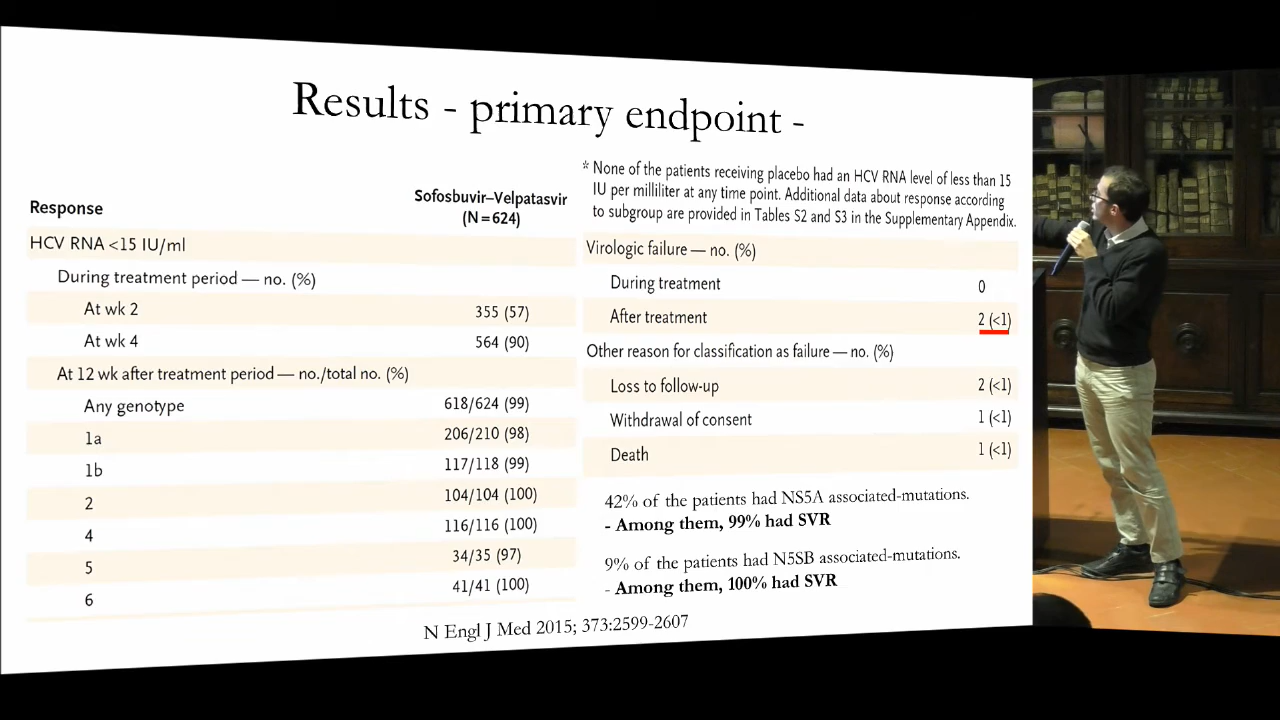 Results - primary endpoint -
Response
Sofosbuvir–Velpatasvir
(N=624)
HCV RNA <15 IU/ml
During treatment period — no. (%)
At wk 2 355 (57)
At wk 4 564 (90)
At 12 wk after treatment period — no./total no. (%)
Any genotype 618/624 (99)
1a 206/210 (98)
1b 117/118 (99)
2 104/104 (100)
4 116/116 (100)
5 34/35 (97)
6 41/41 (100)
* None of the patients receiving placebo had an HCV RNA level of less than 15
IU per milliliter at any time point. Additional data about response according
to subgroup are provided in Tables S2 and S3 in the Supplementary Appendix.
Virologic failure — no. (%)
During treatment 0
After treatment 2 (<1)
Other reason for classification as failure — no. (%)
Loss to follow-up 2 (<1)
Withdrawal of consent 1 (<1)
Death 1 (<1)
42% of the patients had NS5A associated-mutations.
- Among them, 99% had SVR
9% of the patients had N5SB associated-mutations.
- Among them, 100% had SVR
N Engl J Med 2015; 373:2599-2607